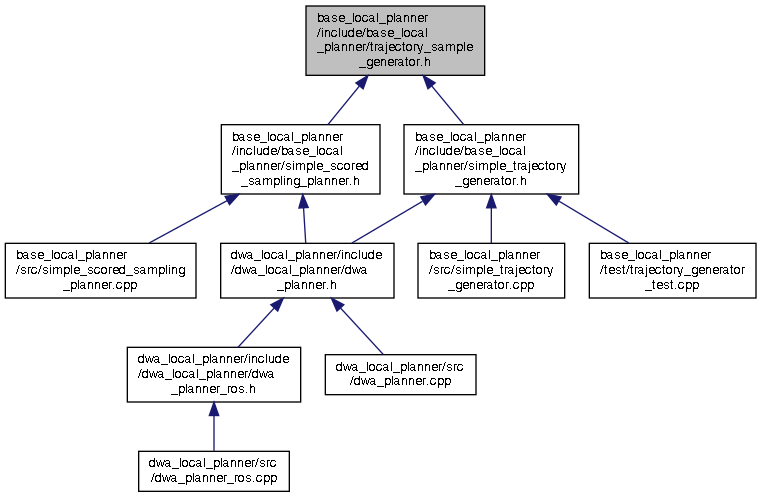 base_local_planner
/include/base_local
_planner/trajectory_sample
_generator.h
base_local_planner
/include/base_local
_planner/simple_scored
_sampling_planner.h
base_local_planner
/include/base_local
_planner/simple_trajectory
_generator.h
base_local_planner
/src/simple_scored_sampling
_planner.cpp
dwa_local_planner/include
/dwa_local_planner/dwa
_planner.h
base_local_planner
/src/simple_trajectory
_generator.cpp
base_local_planner
/test/trajectory_generator
_test.cpp
dwa_local_planner/include
/dwa_local_planner/dwa
_planner_ros.h
dwa_local_planner/src
/dwa_planner.cpp
dwa_local_planner/src
/dwa_planner_ros.cpp